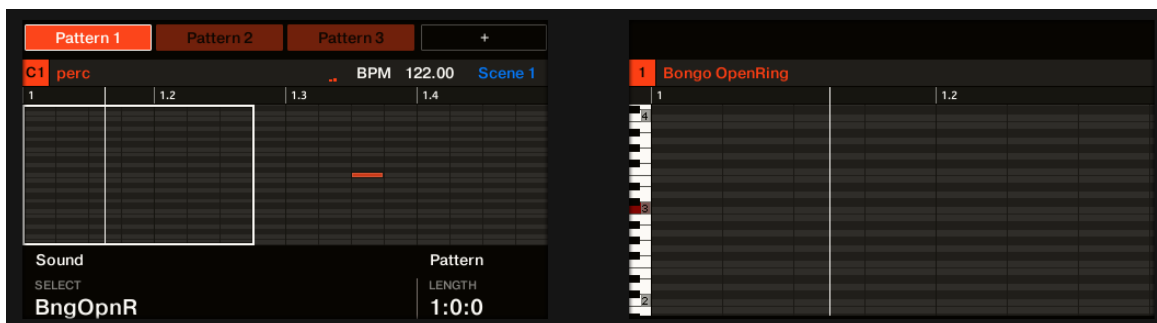 Pattern 1 Pattern 2 Pattern 3 +
C1 perc BPM 122.00 Scene 1
1 1.2 1.3 1.4
Sound Pattern
SELECT LENGTH
BngOpnR 1:0:0
1 Bongo OpenRing
1 1.2
4
3
2